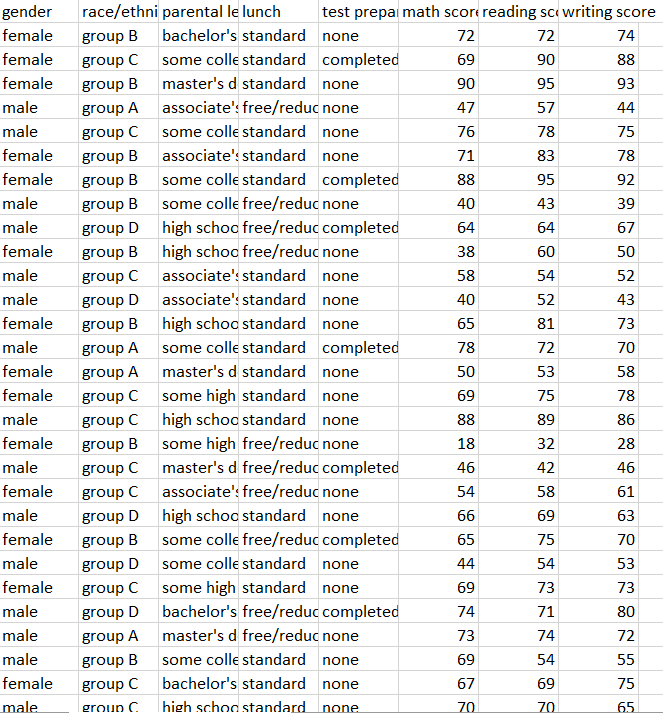 gender race/ethni parental le lunch test prepa math score reading sco writing score
female group B bachelor's standard none 72 72 74
female group C some colle standard completed 69 90 88
female group B master's d standard none 90 95 93
male group A associate's free/reduc none 47 57 44
male group C some colle standard none 76 78 75
female group B associate's standard none 71 83 78
female group B some colle standard completed 88 95 92
male group B some colle free/reduc none 40 43 39
male group D high schoo free/reduc completed 64 64 67
female group B high schoo free/reduc none 38 60 50
male group C associate's standard none 58 54 52
male group D associate's standard none 40 52 43
female group B high schoo standard none 65 81 73
male group A some colle standard completed 78 72 70
female group A master's d standard none 50 53 58
female group C some high standard none 69 75 78
male group C high schoo standard none 88 89 86
female group B some high free/reduc none 18 32 28
male group C master's d free/reduc completed 46 42 46
female group C associate's free/reduc none 54 58 61
male group D high schoo standard none 66 69 63
female group B some colle free/reduc completed 65 75 70
male group D some colle standard none 44 54 53
female group C some high standard none 69 73 73
male group D bachelor's free/reduc completed 74 71 80
male group A master's d free/reduc none 73 74 72
male group B some colle standard none 69 54 55
female group C bachelor's standard none 67 69 75
male group C high schoo standard none 70 70 65